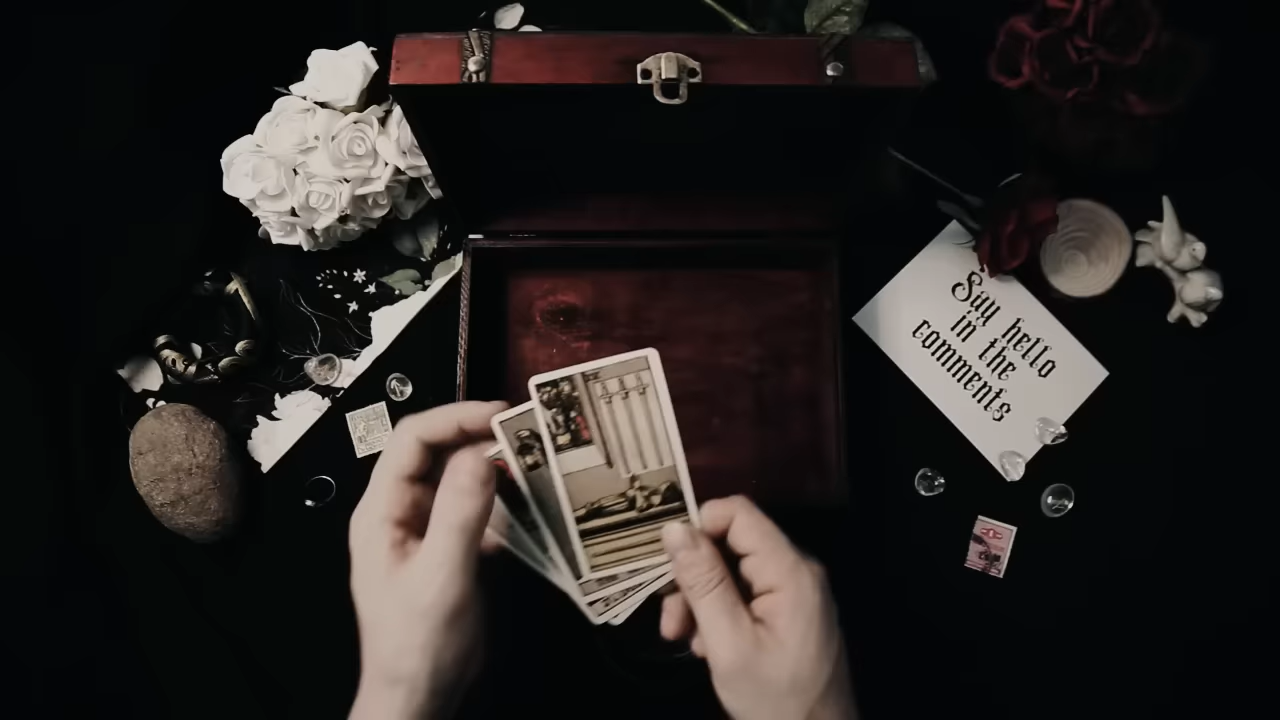 Say hello
in the
comments